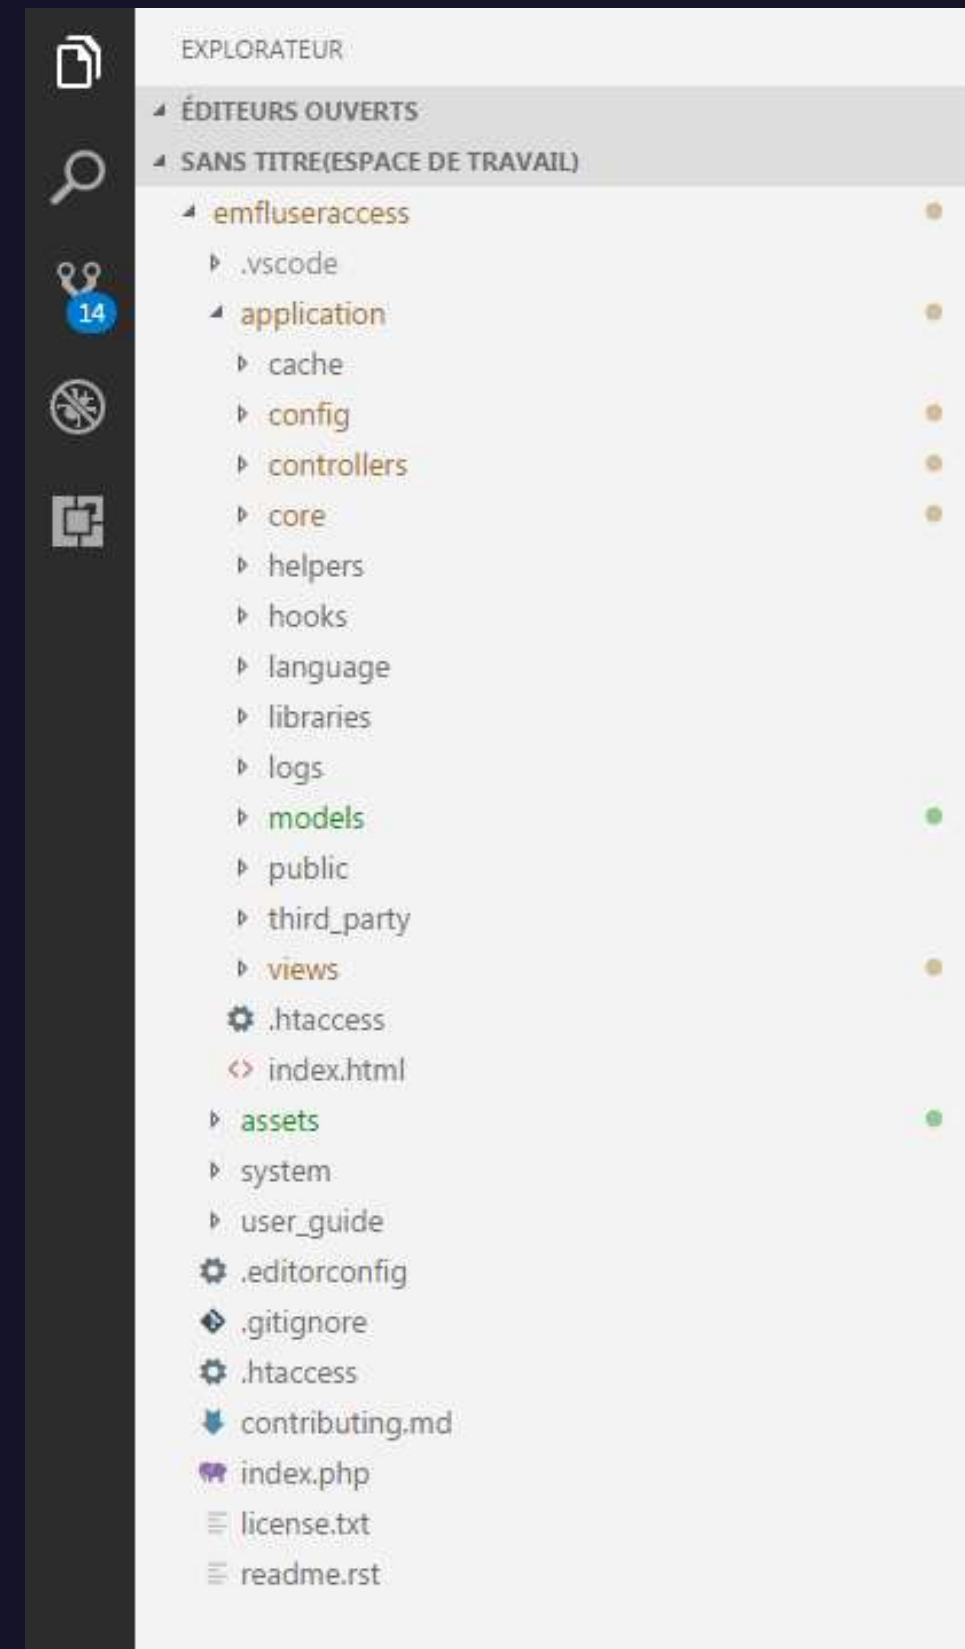 EXPLORATEUR
ÉDITEURS OUVERTS
SANS TITRE(ESPACE DE TRAVAIL)
emfluseraccess
.vscode
14
application
cache
config
controllers
core
helpers
hooks
language
libraries
logs
models
public
third_party
views
.htaccess
index.html
assets
system
user_guide
.editorconfig
.gitignore
.htaccess
contributing.md
index.php
license.txt
readme.rst